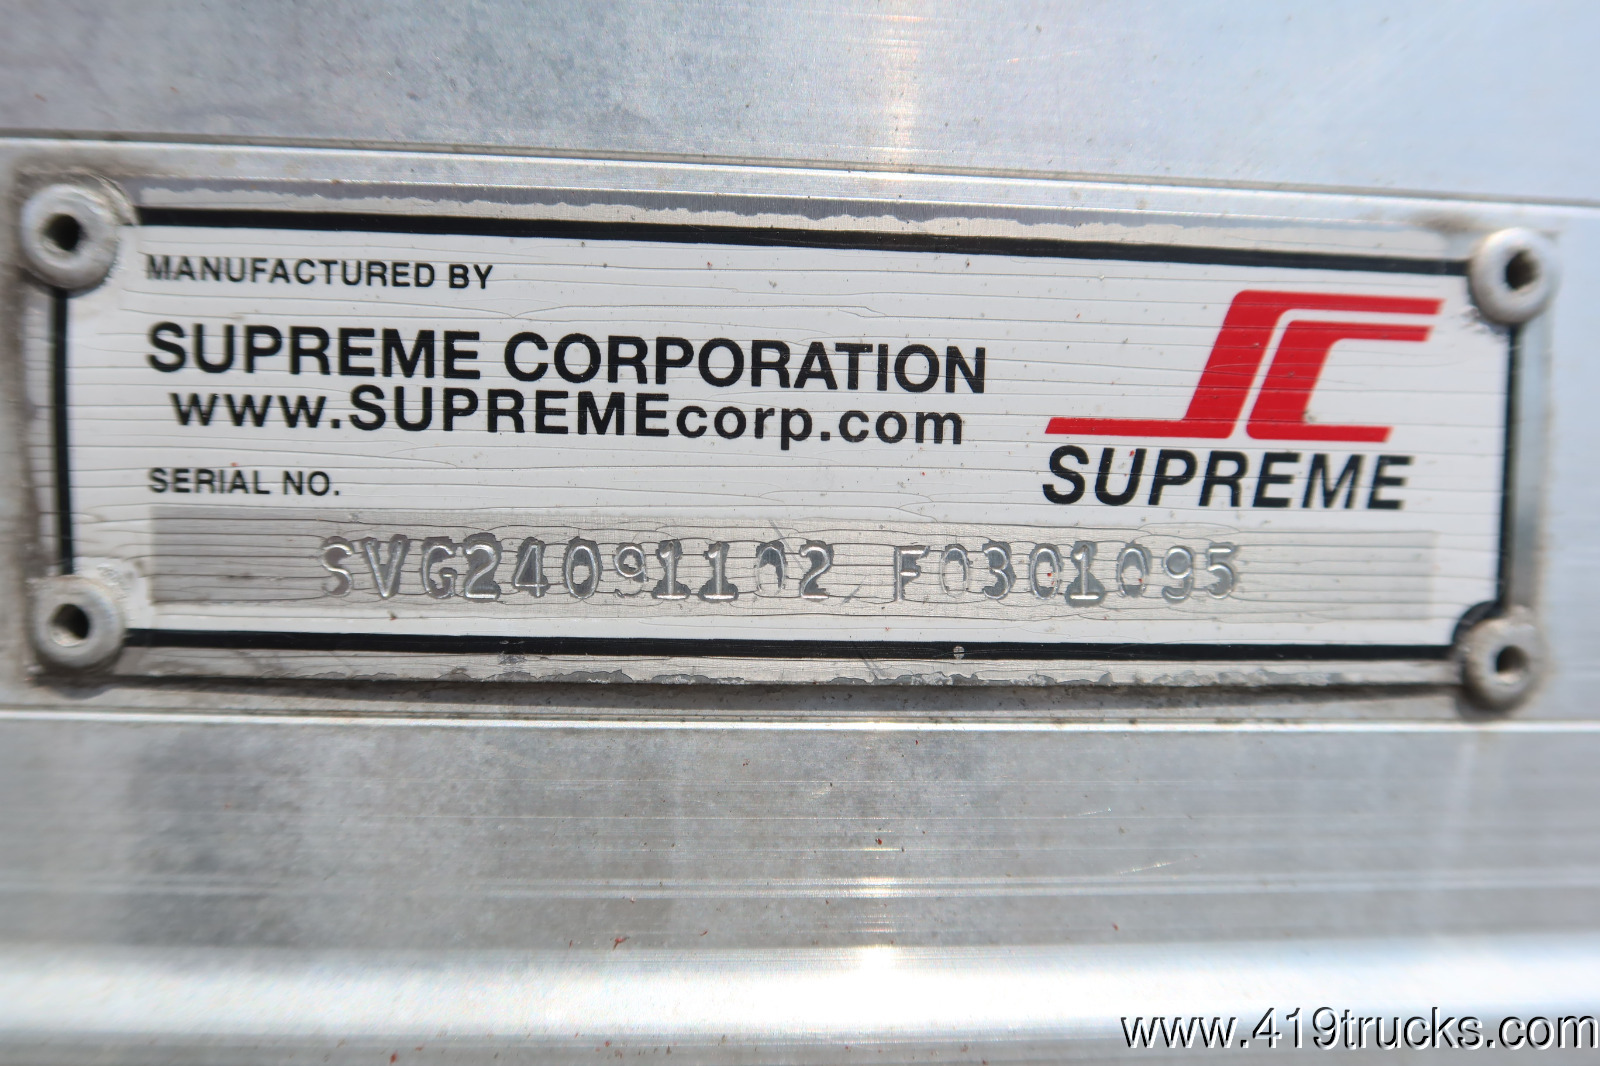 MANUFACTURED BY
SUPREME CORPORATION
www.SUPREMEcorp.com
SUPREME
SERIAL NO.
SVG24091102 F0301095
www.419trucks.com